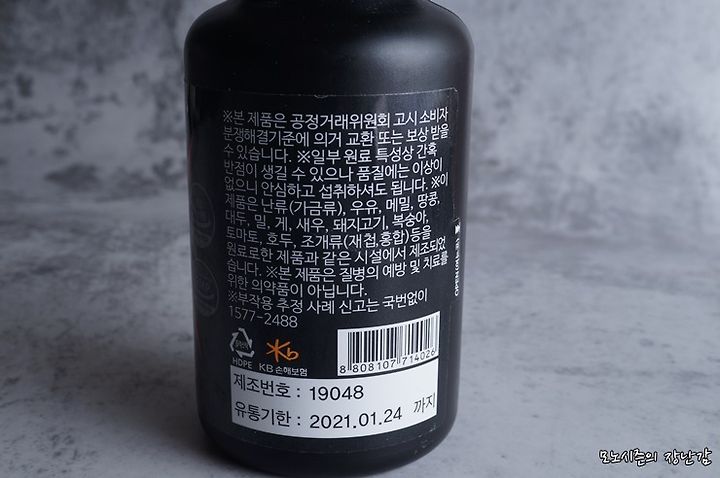 ※본 제품은 공정거래위원회 고시 소비자
분쟁해결기준에 의거 교환 또는 보상 받을
수 있습니다. ※일부 원료 특성상 간혹
반점이 생길 수 있으나 품질에는 이상이
없으니 안심하고 섭취하셔도 됩니다. ※이
제품은 난류(가금류), 우유, 메밀, 땅콩,
대두, 밀, 게, 새우, 돼지고기, 복숭아,
토마토, 호두, 조개류(재첩,홍합)등을
원료로한 제품과 같은 시설에서 제조되었
습니다. ※본 제품은 질병의 예방 및 치료를
위한 의약품이 아닙니다.
※부작용 추정 사례 신고는 국번없이
1577-2488
HDPE
Kb
KB 손해보험
8 808107 714026
제조번호 : 19048
유통기한 : 2021.01.24 까지
OPEN
모노시즌의 장난감